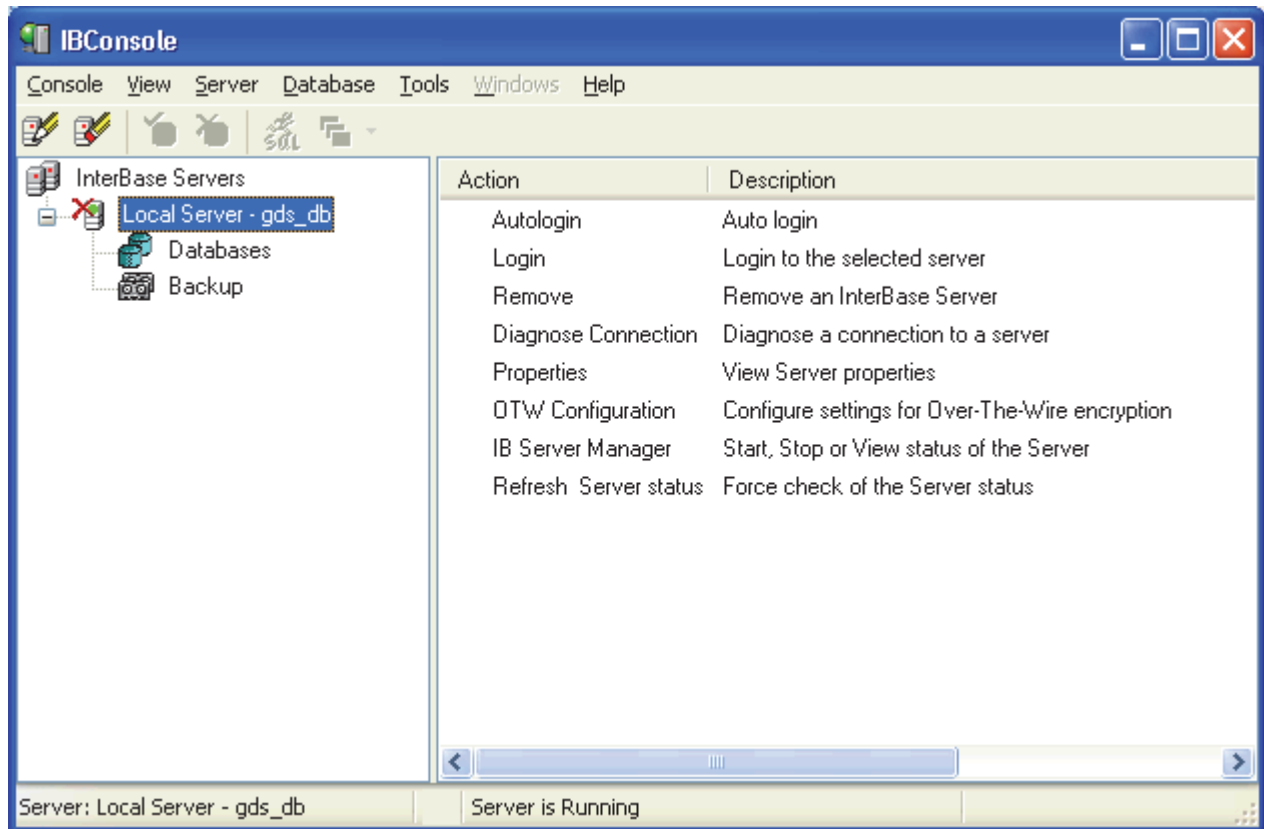 IBConsole
Console View Server Database Tools Windows Help
SQL
InterBase Servers
Local Server - gds_db
Databases
Backup
Action Description
Autologin Auto login
Login Login to the selected server
Remove Remove an InterBase Server
Diagnose Connection Diagnose a connection to a server
Properties View Server properties
OTW Configuration Configure settings for Over-The-Wire encryption
IB Server Manager Start, Stop or View status of the Server
Refresh Server status Force check of the Server status
Server: Local Server - gds_db Server is Running